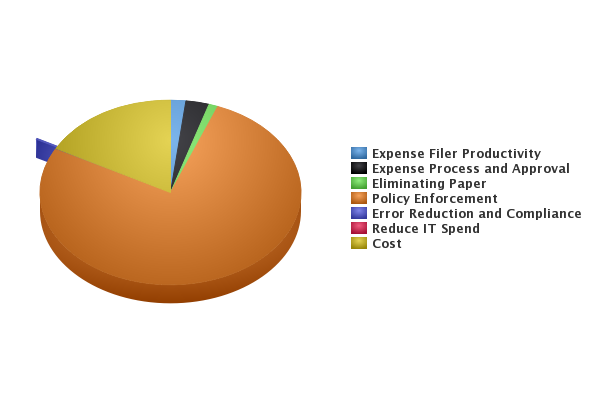 Expense Filer Productivity
Expense Process and Approval
Eliminating Paper
Policy Enforcement
Error Reduction and Compliance
Reduce IT Spend
Cost